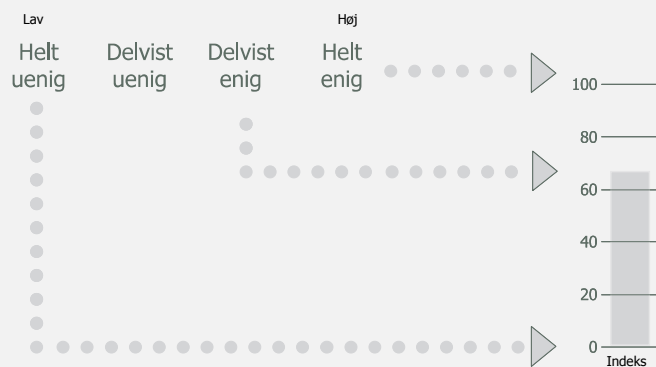 Lav Høj
Helt Delvist Delvist Helt
uenig uenig enig enig
100
80
60
40
20
0
Indeks